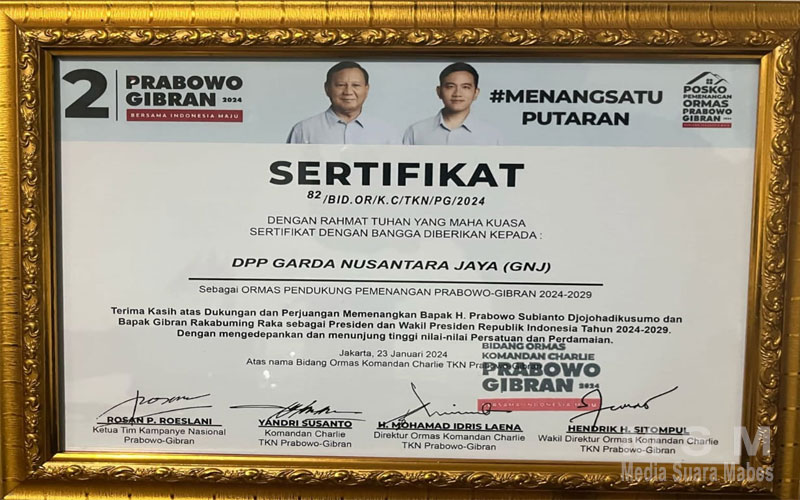 2
PRABOWO
GIBRAN 2024
BERSAMA INDONESIA MAJU
#MENANGSATU
PUTARAN
POSKO
PEMENANGAN
ORMAS
PRABOWO
GIBRAN
SERTIFIKAT
82/BID.OR/K.C/TKN/PG/2024
DENGAN RAHMAT TUHAN YANG MAHA KUASA
SERTIFIKAT DENGAN BANGGA DIBERIKAN KEPADA :
DPP GARDA NUSANTARA JAYA (GNJ)
Sebagai ORMAS PENDUKUNG PEMENANGAN PRABOWO-GIBRAN 2024-2029
Terima Kasih atas Dukungan dan Perjuangan Memenangkan Bapak H. Prabowo Subianto Djojohadikusumo dan
Bapak Gibran Rakabuming Raka sebagai Presiden dan Wakil Presiden Republik Indonesia Tahun 2024-2029.
Dengan mengedepankan dan menunjung tinggi nilai-nilai Persatuan dan Perdamaian.
Jakarta, 23 Januari 2024
Atas nama Bidang Ormas Komandan Charlie TKN Prabowo-Gibran
BIDANG ORMAS
KOMANDAN CHARLIE
PRABOWO
GIBRAN 2024
BERSAMA INDONESIA MAJU
ROSAN P. ROESLANI
Ketua Tim Kampanye Nasional
Prabowo-Gibran
YANDRI SUSANTO
Komandan Charlie
TKN Prabowo-Gibran
H. MOHAMAD IDRIS LAENA
Direktur Ormas Komandan Charlie
TKN Prabowo-Gibran
HENDRIK H. SITOMPUL
Wakil Direktur Ormas Komandan Charlie
TKN Prabowo-Gibran
S M
Media Suara Mabes